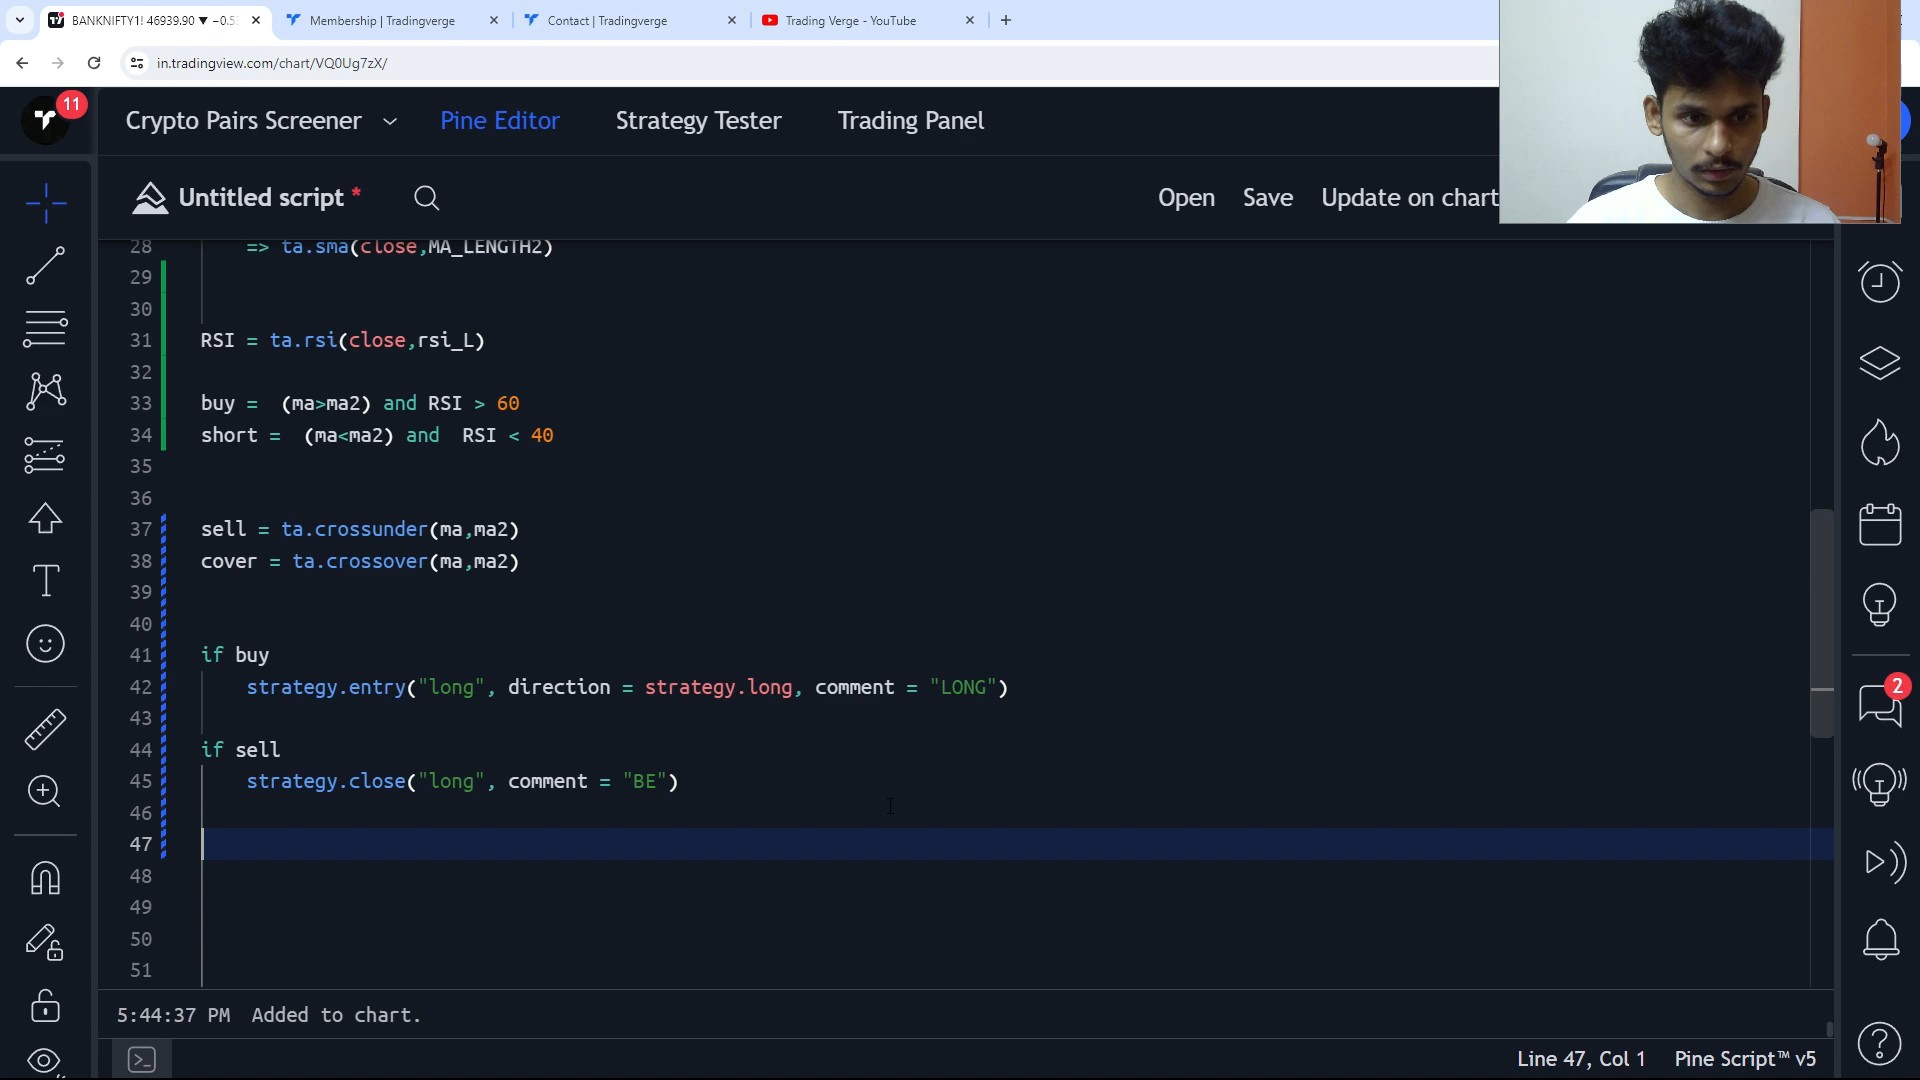 BANKNIFTY1! 46939.90 ▼ −0.5
Membership | Tradingverge
Contact | Tradingverge
Trading Verge - YouTube
in.tradingview.com/chart/VQ0Ug7zX/
11
Crypto Pairs Screener
Pine Editor
Strategy Tester
Trading Panel
Untitled script *
Open
Save
Update on chart
28 => ta.sma(close,MA_LENGTH2)
29
30
31 RSI = ta.rsi(close,rsi_L)
32
33 buy =  (ma>ma2) and RSI > 60
34 short =  (ma<ma2) and  RSI < 40
35
36
37 sell = ta.crossunder(ma,ma2)
38 cover = ta.crossover(ma,ma2)
39
40
41 if buy
42 strategy.entry("long", direction = strategy.long, comment = "LONG")
43
44 if sell
45 strategy.close("long", comment = "BE")
46
47
48
49
50
51
2
5:44:37 PM Added to chart.
Line 47, Col 1
Pine Script™ v5